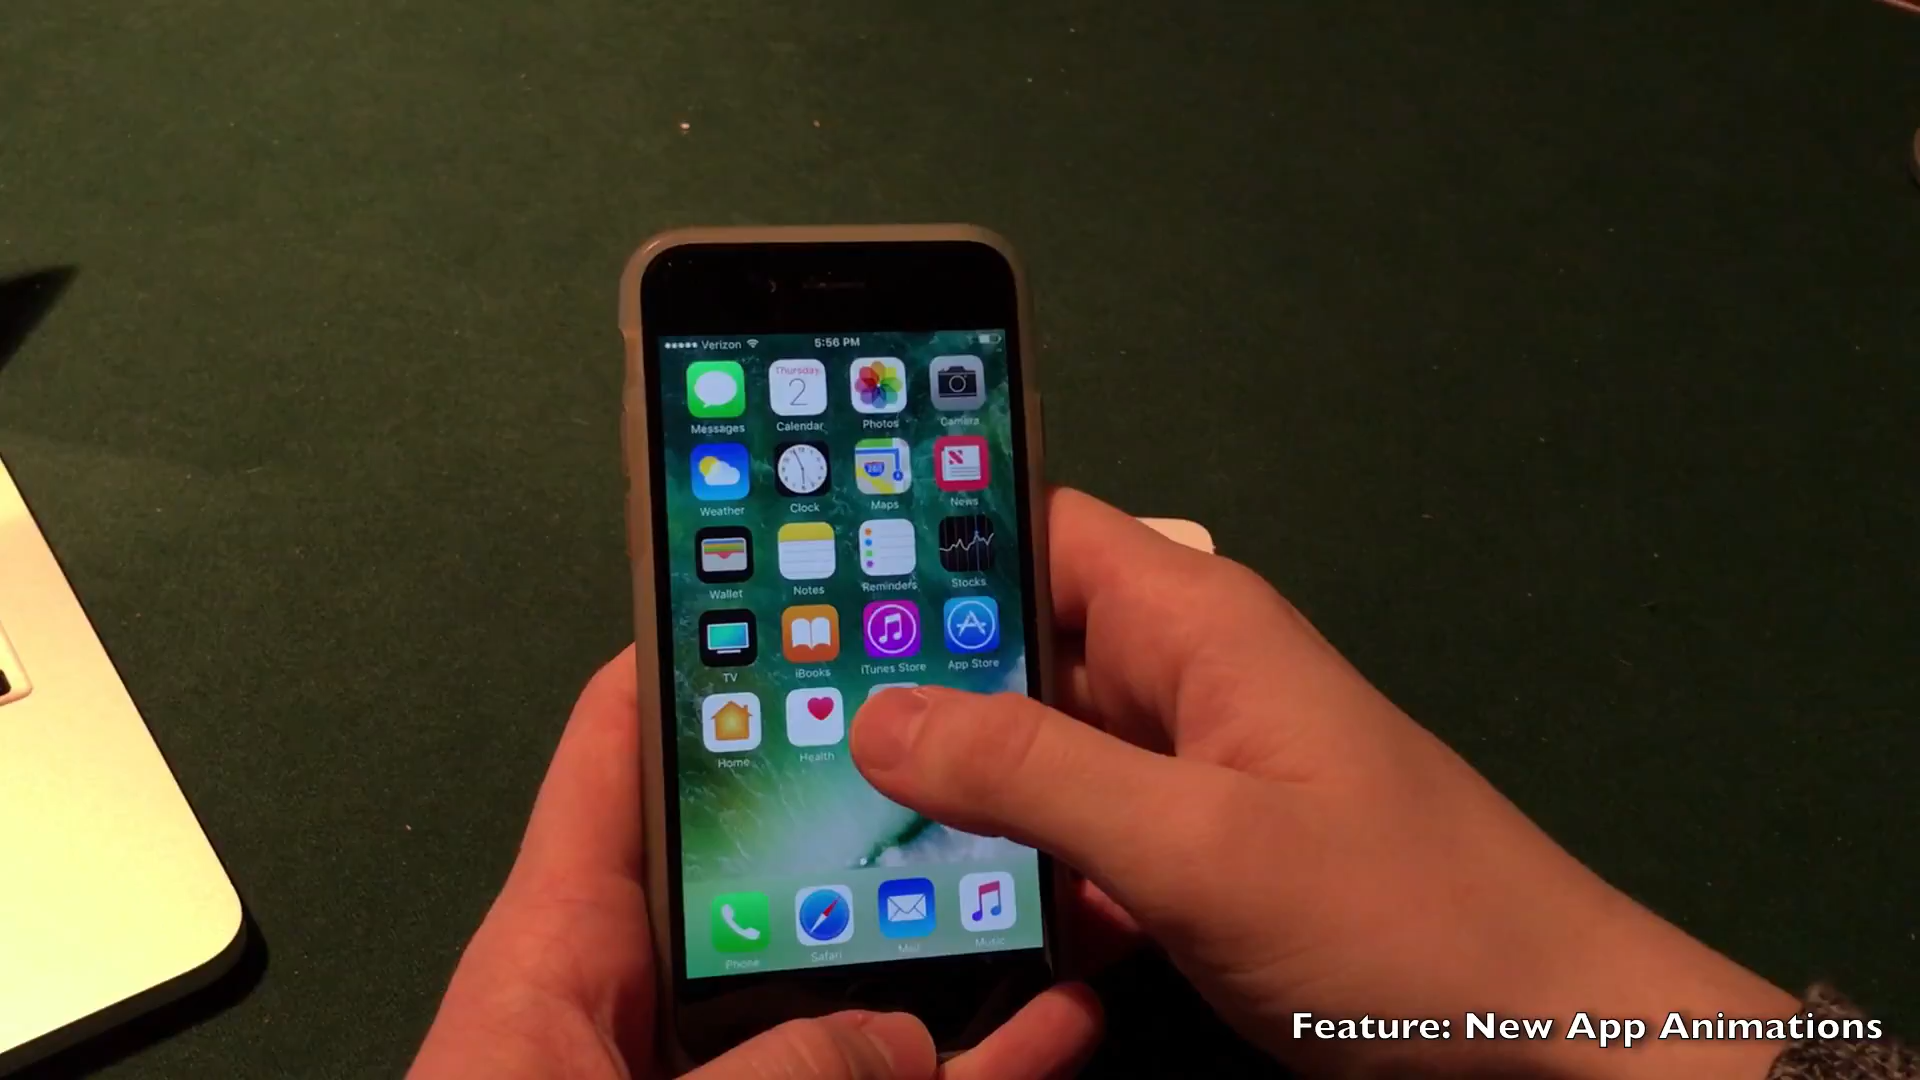 Verizon 5:56 PM
Thursday
2
Messages Calendar Photos Camera
280
Weather Clock Maps News
Wallet Notes Reminders Stocks
TV iBooks iTunes Store App Store
Home Health
Phone Safari Mail Music
Feature: New App Animations